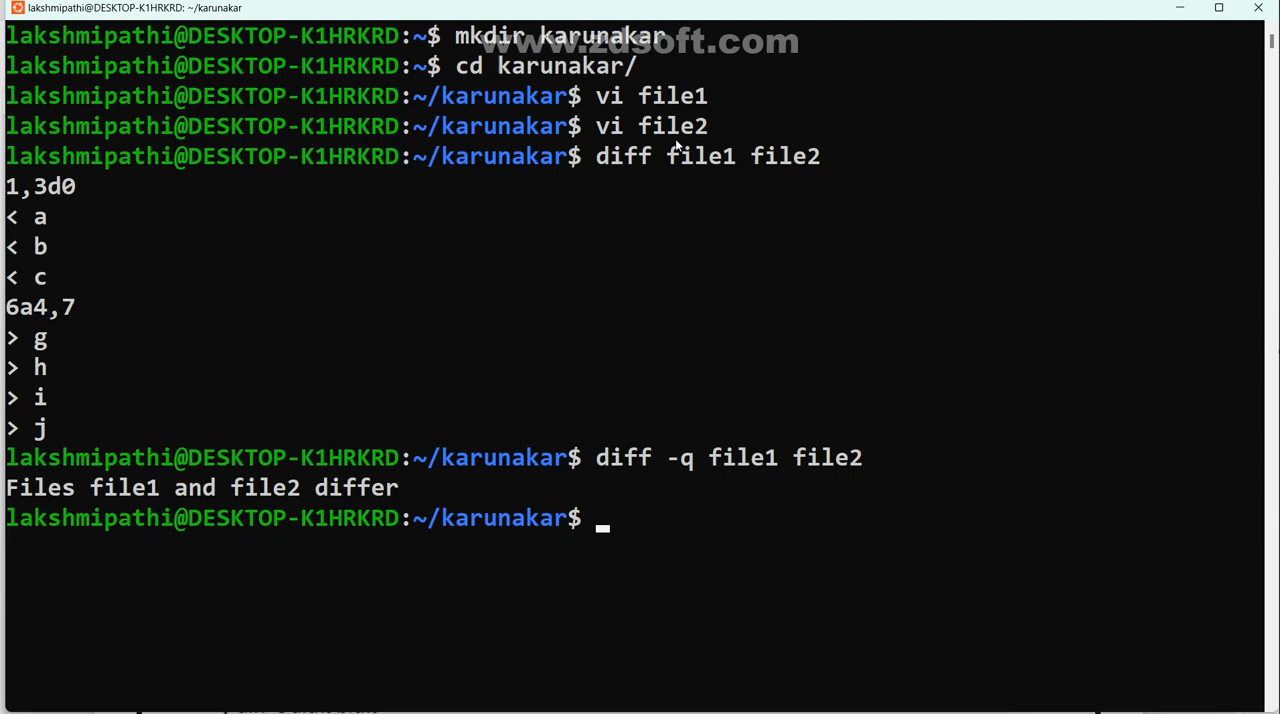 lakshmipathi@DESKTOP-K1HRKRD: ~/karunakar
lakshmipathi@DESKTOP-K1HRKRD:~$ mkdir karunakar
www.zdsoft.com
lakshmipathi@DESKTOP-K1HRKRD:~$ cd karunakar/
lakshmipathi@DESKTOP-K1HRKRD:~/karunakar$ vi file1
lakshmipathi@DESKTOP-K1HRKRD:~/karunakar$ vi file2
lakshmipathi@DESKTOP-K1HRKRD:~/karunakar$ diff file1 file2
1,3d0
< a
< b
< c
6a4,7
> g
> h
> i
> j
lakshmipathi@DESKTOP-K1HRKRD:~/karunakar$ diff -q file1 file2
Files file1 and file2 differ
lakshmipathi@DESKTOP-K1HRKRD:~/karunakar$